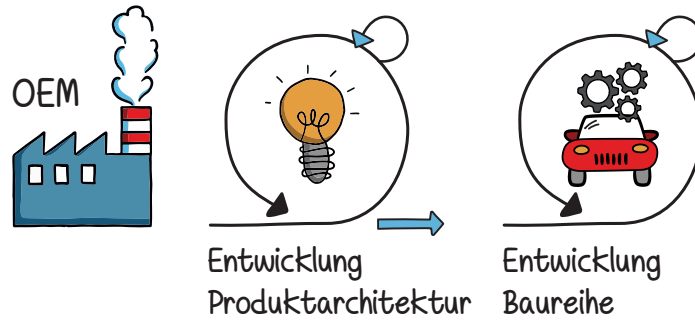 OEM
Entwicklung
Produktarchitektur
Entwicklung
Baureihe